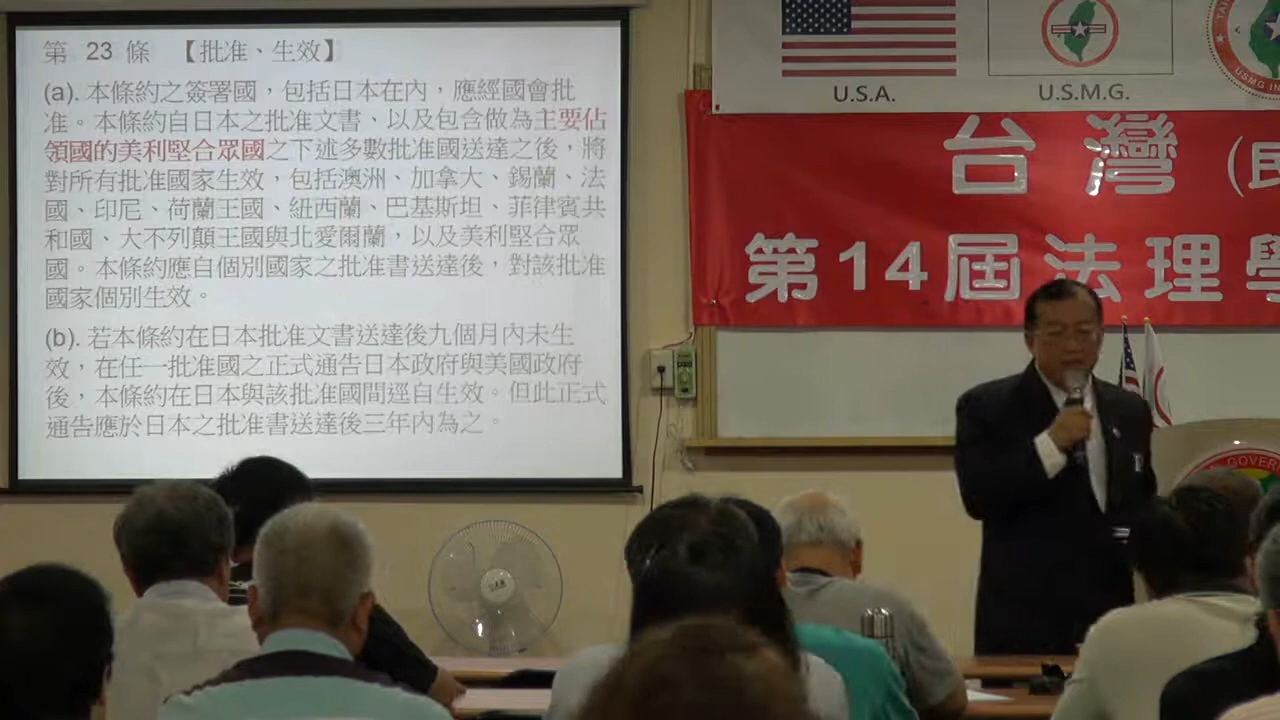 第 23 條 【批准、生效】
(a). 本條約之簽署國，包括日本在內，應經國會批
准。本條約自日本之批准文書、以及包含做為主要佔
領國的美利堅合眾國之下述多數批准國送達之後，將
對所有批准國家生效，包括澳洲、加拿大、錫蘭、法
國、印尼、荷蘭王國、紐西蘭、巴基斯坦、菲律賓共
和國、大不列顛王國與北愛爾蘭，以及美利堅合眾
國。本條約應自個別國家之批准書送達後，對該批准
國家個別生效。
(b). 若本條約在日本批准文書送達後九個月內未生
效，在任一批准國之正式通告日本政府與美國政府
後，本條約在日本與該批准國間逕自生效。但此正式
通告應於日本之批准書送達後三年內為之。
U.S.A.
U.S.M.G.
USMG IN
台灣(民
第14屆法理學
GOVER